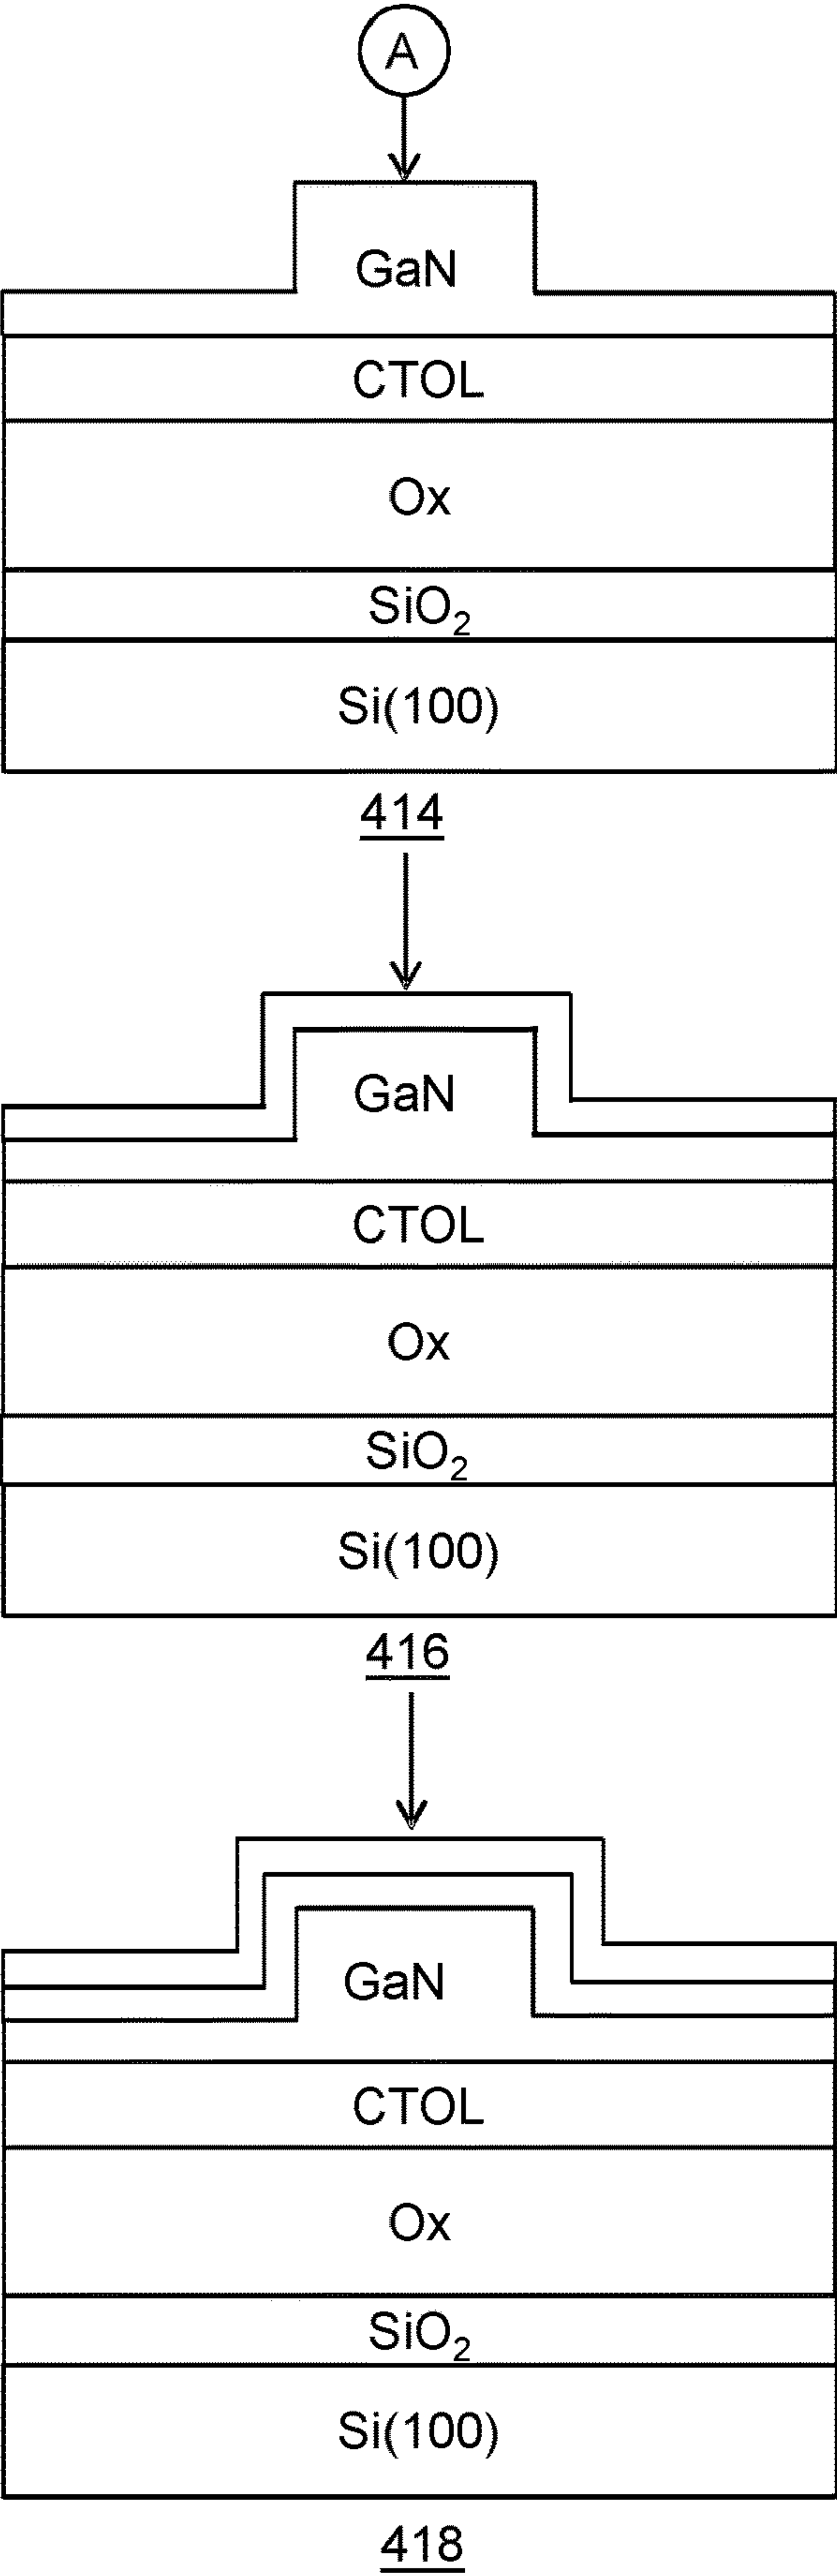 A
GaN
CTOL
Ox
SiO₂
Si(100)
414
GaN
CTOL
Ox
SiO₂
Si(100)
416
GaN
CTOL
Ox
SiO₂
Si(100)
418